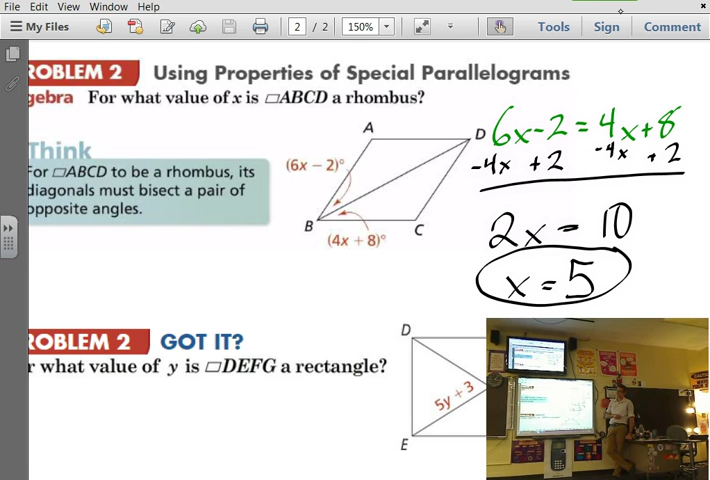 File Edit View Window Help
My Files
2 / 2
150%
Tools
Sign
Comment
ROBLEM 2 Using Properties of Special Parallelograms
gebra For what value of x is ▱ABCD a rhombus?
Think
For ▱ABCD to be a rhombus, its
diagonals must bisect a pair of
opposite angles.
A
D
(6x − 2)°
B
C
(4x + 8)°
6x-2 = 4x+8
-4x +2 -4x +2
2x = 10
x = 5
ROBLEM 2 GOT IT?
r what value of y is ▱DEFG a rectangle?
D
5y + 3
E